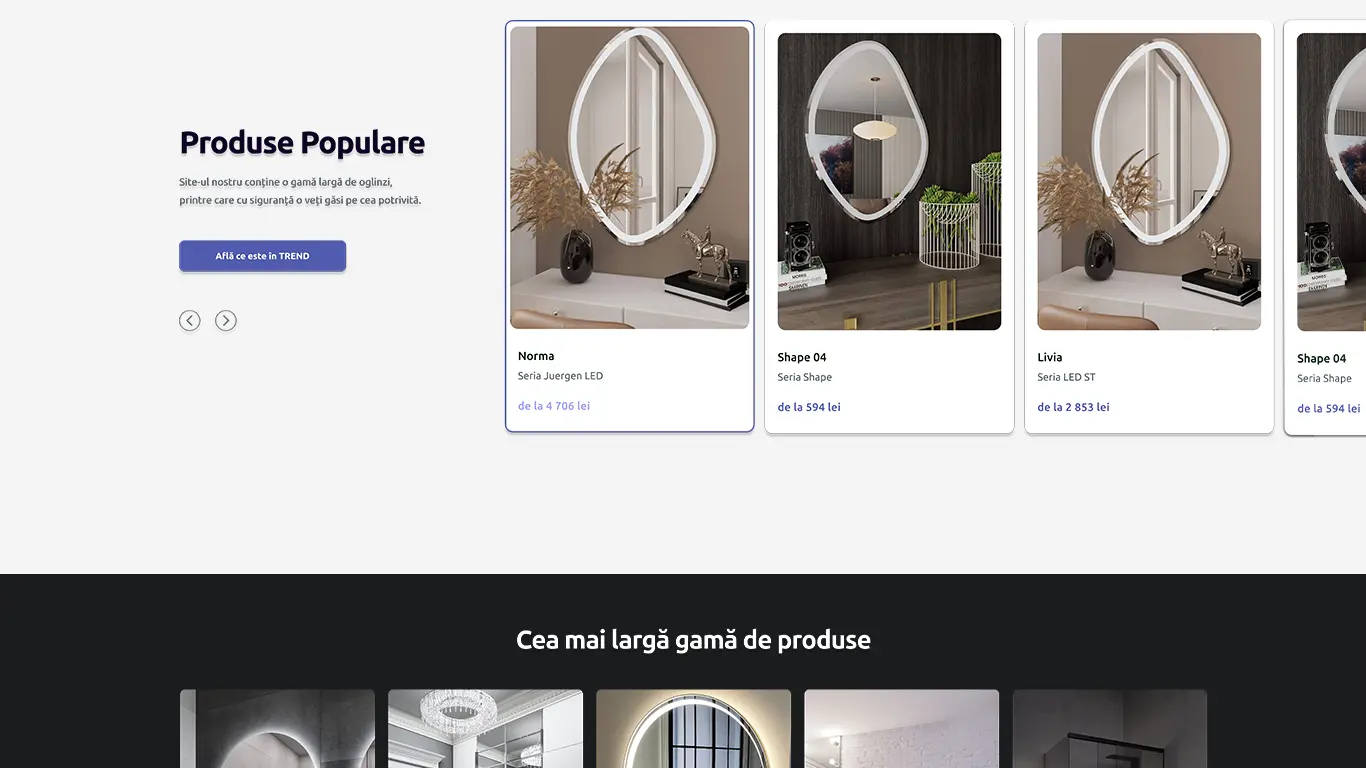 Produse Populare
Site-ul nostru conține o gamă largă de oglinzi,
printre care cu siguranță o veți găsi pe cea potrivită.
Află ce este în TREND
Norma
Seria Juergen LED
de la 4 706 lei
Shape 04
Seria Shape
de la 594 lei
Livia
Seria LED ST
de la 2 853 lei
Shape 04
Seria Shape
de la 594 lei
Cea mai largă gamă de produse